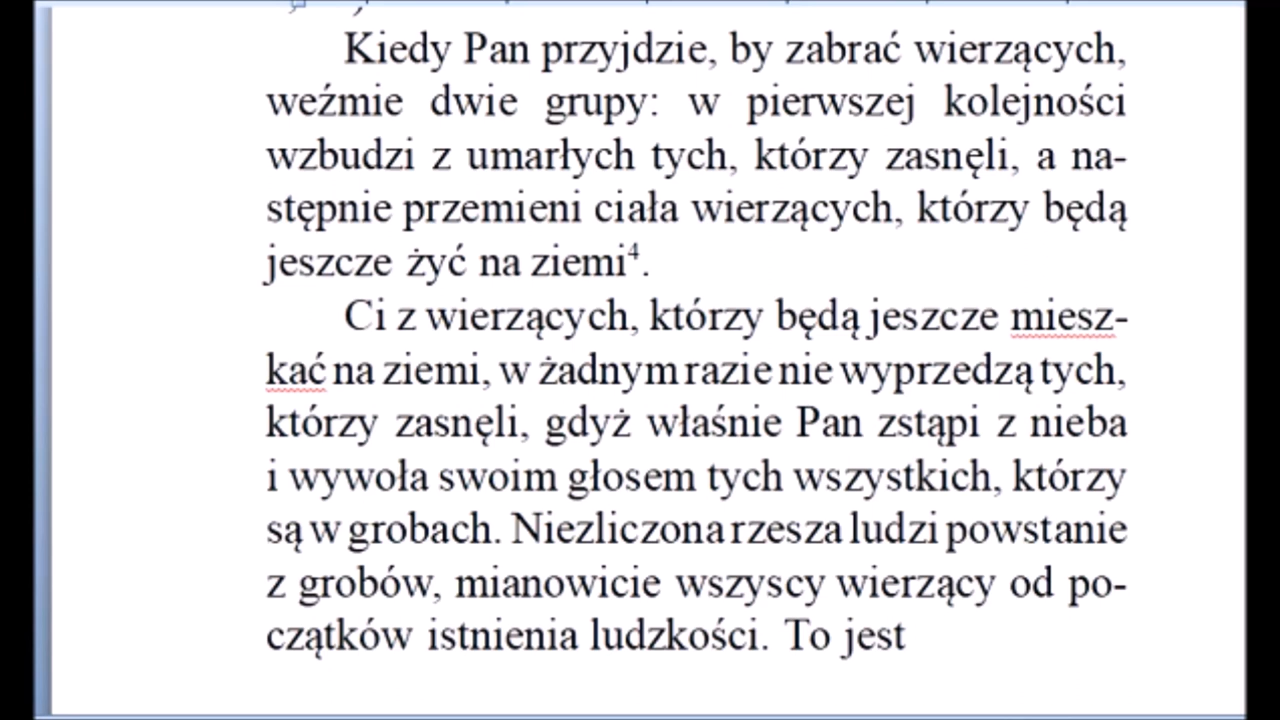 Kiedy Pan przyjdzie, by zabrać wierzących,
weźmie dwie grupy: w pierwszej kolejności
wzbudzi z umarłych tych, którzy zasnęli, a na-
stępnie przemieni ciała wierzących, którzy będą
jeszcze żyć na ziemi⁴.
Ci z wierzących, którzy będą jeszcze miesz-
kać na ziemi, w żadnym razie nie wyprzedzą tych,
którzy zasnęli, gdyż właśnie Pan zstąpi z nieba
i wywoła swoim głosem tych wszystkich, którzy
są w grobach. Niezliczona rzesza ludzi powstanie
z grobów, mianowicie wszyscy wierzący od po-
czątków istnienia ludzkości. To jest